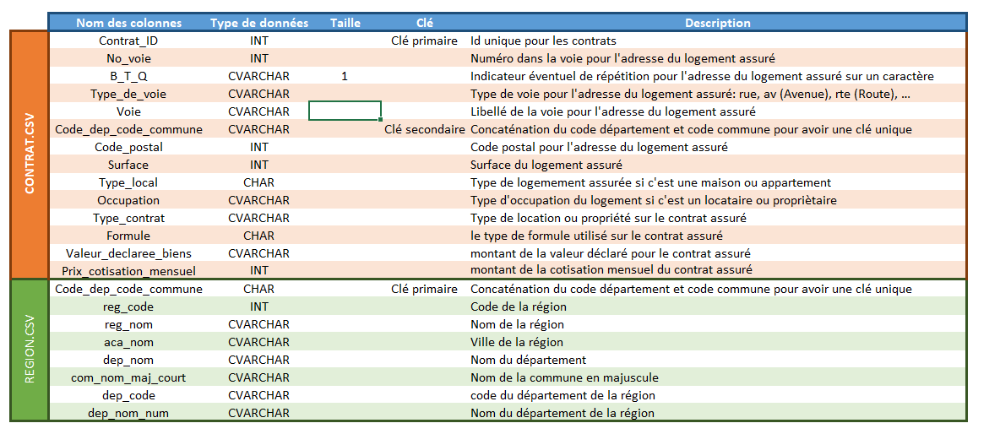 Nom des colonnes Type de données Taille Clé Description
CONTRAT.CSV
Contrat_ID INT Clé primaire Id unique pour les contrats
No_voie INT Numéro dans la voie pour l'adresse du logement assuré
B_T_Q CVARCHAR 1 Indicateur éventuel de répétition pour l'adresse du logement assuré sur un caractère
Type_de_voie CVARCHAR Type de voie pour l'adresse du logement assuré: rue, av (Avenue), rte (Route), ...
Voie CVARCHAR Libellé de la voie pour l'adresse du logement assuré
Code_dep_code_commune CVARCHAR Clé secondaire Concaténation du code département et code commune pour avoir une clé unique
Code_postal INT Code postal pour l'adresse du logement assuré
Surface INT Surface du logement assuré
Type_local CHAR Type de logemement assurée si c'est une maison ou appartement
Occupation CVARCHAR Type d'occupation du logement si c'est un locataire ou propriètaire
Type_contrat CVARCHAR Type de location ou propriété sur le contrat assuré
Formule CHAR le type de formule utilisé sur le contrat assuré
Valeur_declaree_biens CVARCHAR montant de la valeur déclaré pour le contrat assuré
Prix_cotisation_mensuel INT montant de la cotisation mensuel du contrat assuré
REGION.CSV
Code_dep_code_commune CHAR Clé primaire Concaténation du code département et code commune pour avoir une clé unique
reg_code INT Code de la région
reg_nom CVARCHAR Nom de la région
aca_nom CVARCHAR Ville de la région
dep_nom CVARCHAR Nom du département
com_nom_maj_court CVARCHAR Nom de la commune en majuscule
dep_code CVARCHAR code du département de la région
dep_nom_num CVARCHAR Nom du département de la région